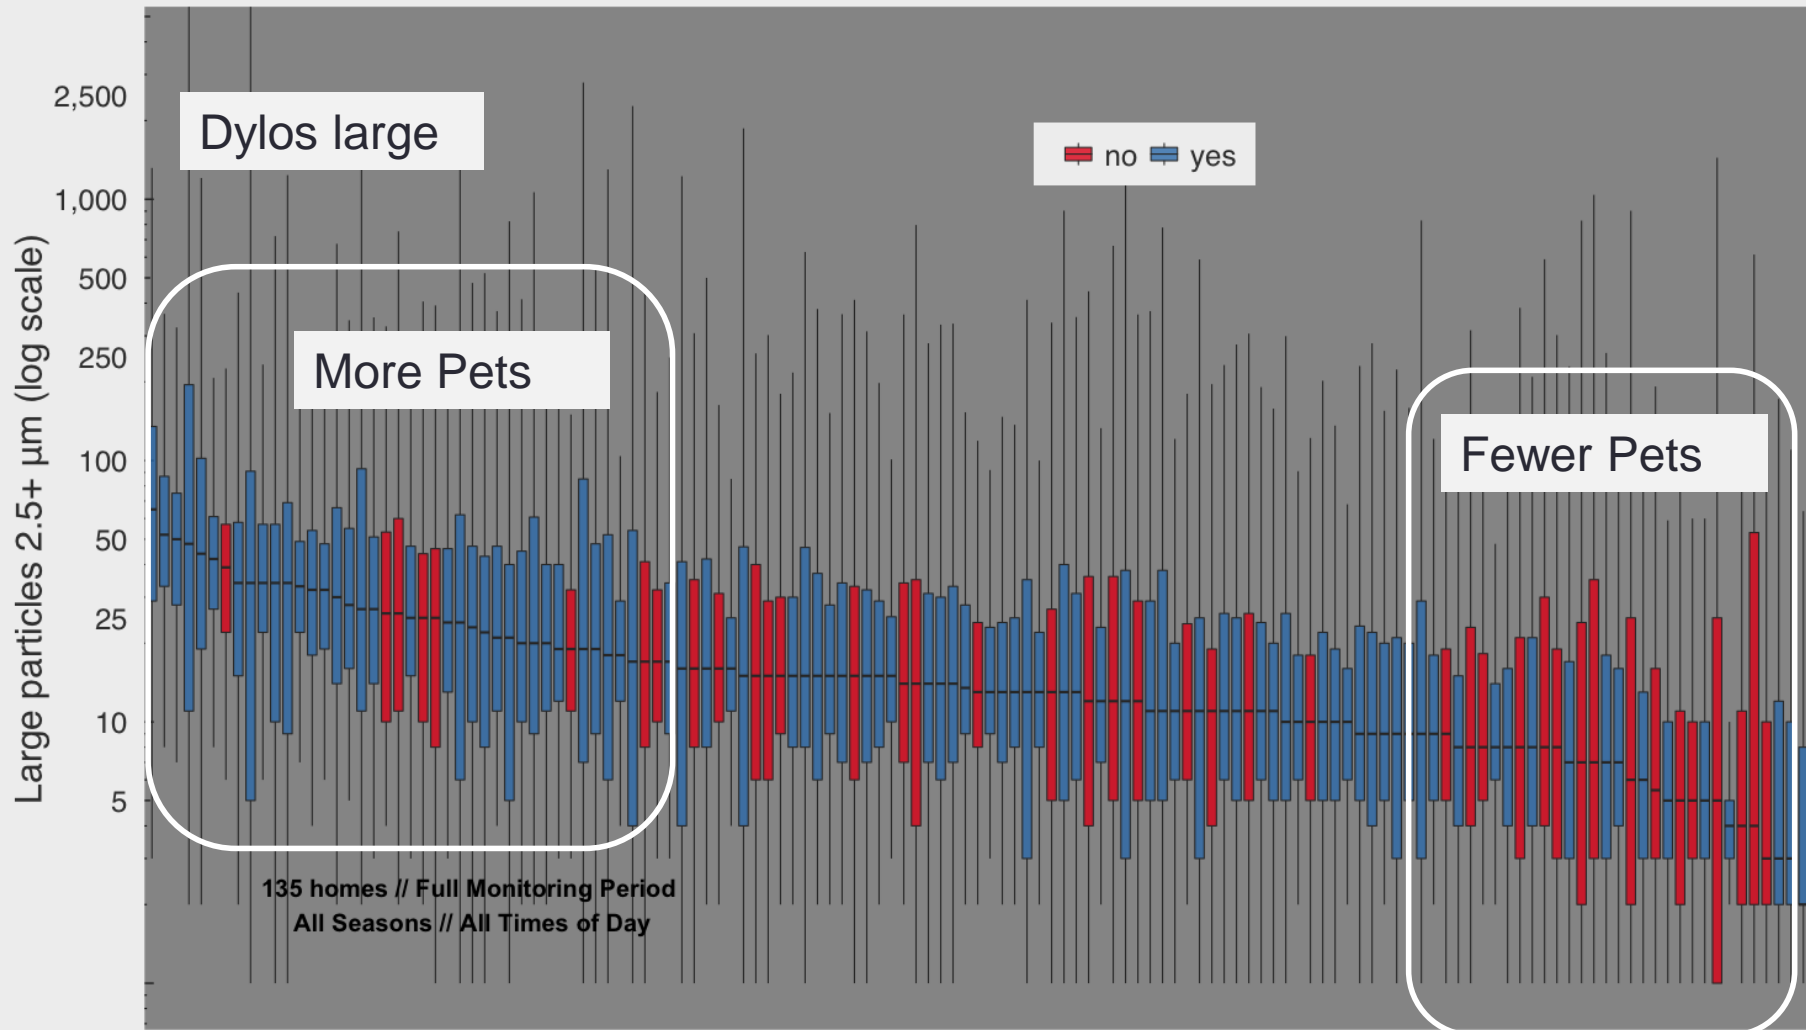 Dylos large
no yes
More Pets
Fewer Pets
Large particles 2.5+ µm (log scale)
2,500
1,000
500
250
100
50
25
10
5
135 homes // Full Monitoring Period
All Seasons // All Times of Day